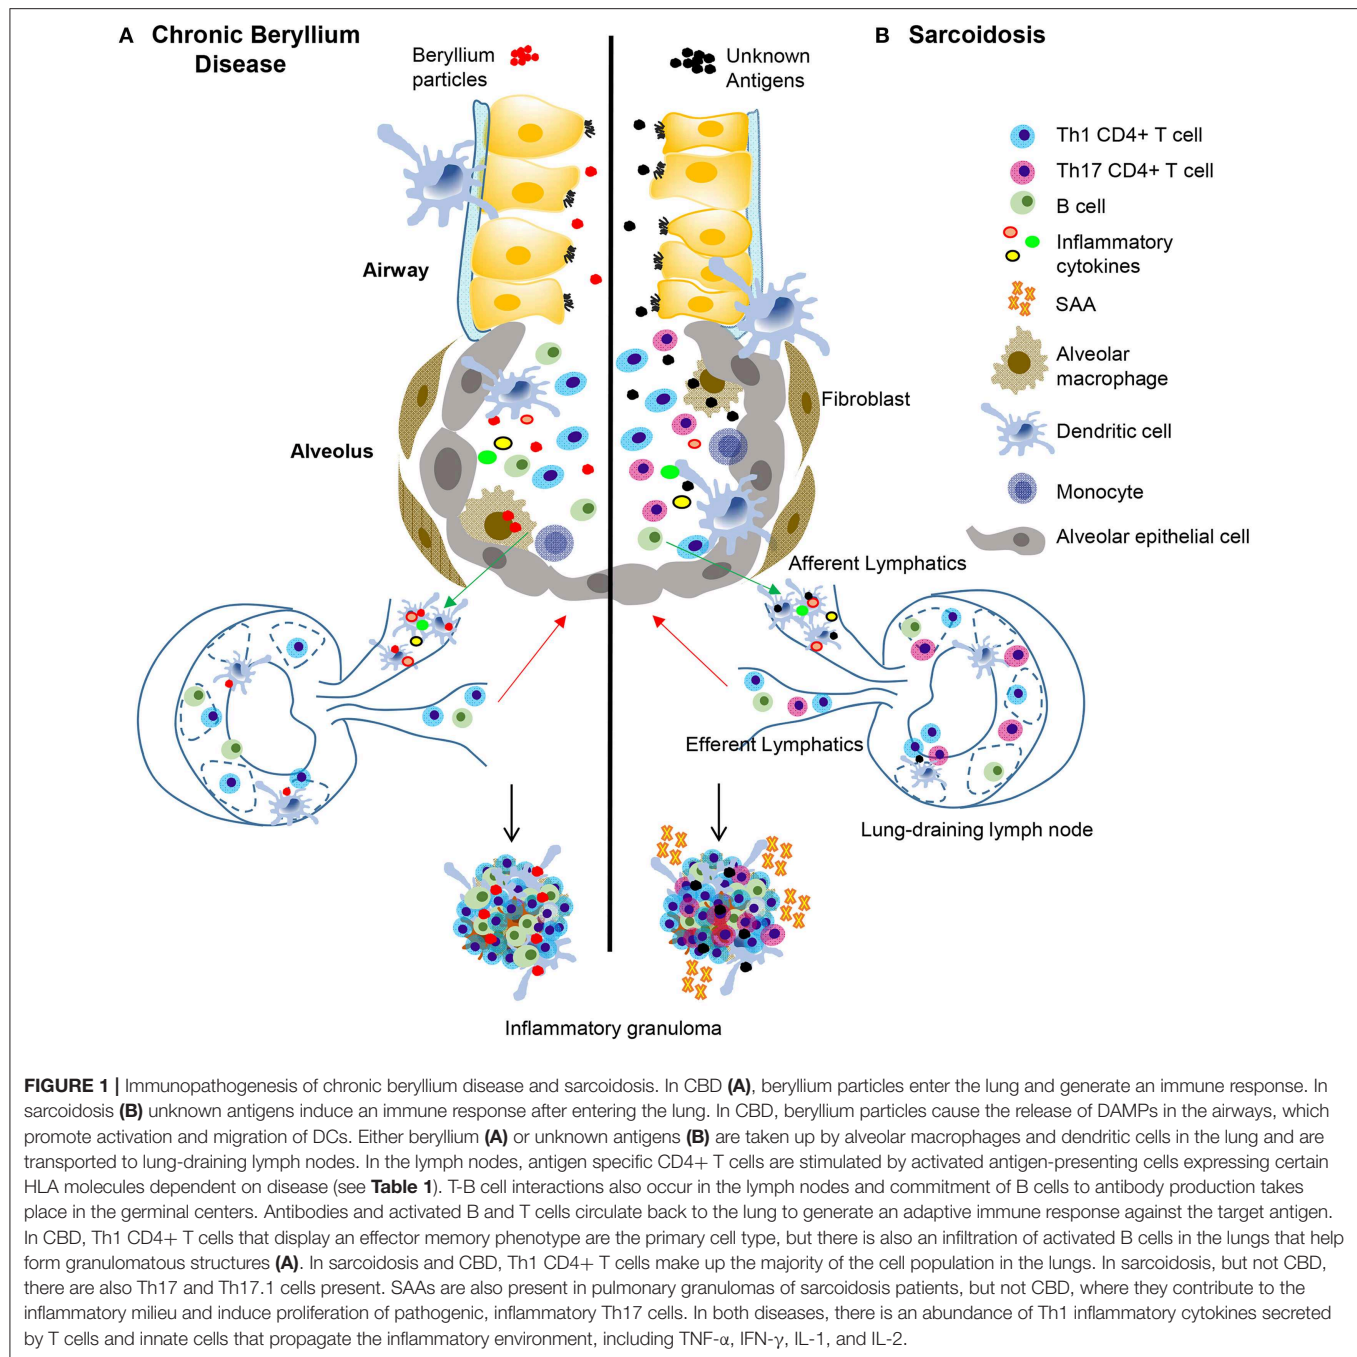 A Chronic Beryllium
Disease
Beryllium
particles
Unknown
Antigens
B Sarcoidosis
Th1 CD4+ T cell
Th17 CD4+ T cell
B cell
Inflammatory
cytokines
SAA
Alveolar
macrophage
Dendritic cell
Monocyte
Alveolar epithelial cell
Airway
Fibroblast
Alveolus
Afferent Lymphatics
Efferent Lymphatics
Lung-draining lymph node
Inflammatory granuloma
FIGURE 1 | Immunopathogenesis of chronic beryllium disease and sarcoidosis. In CBD (A), beryllium particles enter the lung and generate an immune response. In
sarcoidosis (B) unknown antigens induce an immune response after entering the lung. In CBD, beryllium particles cause the release of DAMPs in the airways, which
promote activation and migration of DCs. Either beryllium (A) or unknown antigens (B) are taken up by alveolar macrophages and dendritic cells in the lung and are
transported to lung-draining lymph nodes. In the lymph nodes, antigen specific CD4+ T cells are stimulated by activated antigen-presenting cells expressing certain
HLA molecules dependent on disease (see Table 1). T-B cell interactions also occur in the lymph nodes and commitment of B cells to antibody production takes
place in the germinal centers. Antibodies and activated B and T cells circulate back to the lung to generate an adaptive immune response against the target antigen.
In CBD, Th1 CD4+ T cells that display an effector memory phenotype are the primary cell type, but there is also an infiltration of activated B cells in the lungs that help
form granulomatous structures (A). In sarcoidosis and CBD, Th1 CD4+ T cells make up the majority of the cell population in the lungs. In sarcoidosis, but not CBD,
there are also Th17 and Th17.1 cells present. SAAs are also present in pulmonary granulomas of sarcoidosis patients, but not CBD, where they contribute to the
inflammatory milieu and induce proliferation of pathogenic, inflammatory Th17 cells. In both diseases, there is an abundance of Th1 inflammatory cytokines secreted
by T cells and innate cells that propagate the inflammatory environment, including TNF-α, IFN-γ, IL-1, and IL-2.